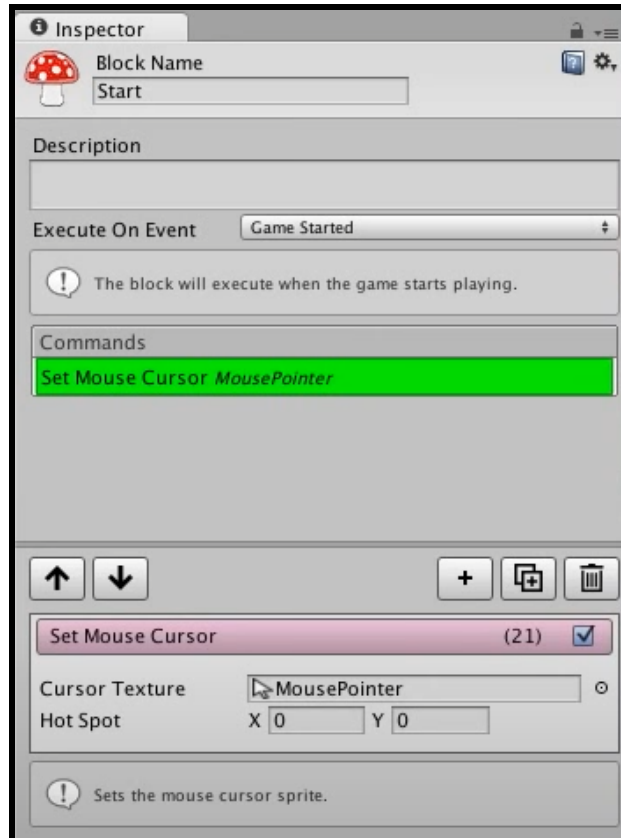 Inspector
Block Name
Start
Description
Execute On Event Game Started
The block will execute when the game starts playing.
Commands
Set Mouse Cursor MousePointer
Set Mouse Cursor (21)
Cursor Texture MousePointer
Hot Spot X 0 Y 0
Sets the mouse cursor sprite.